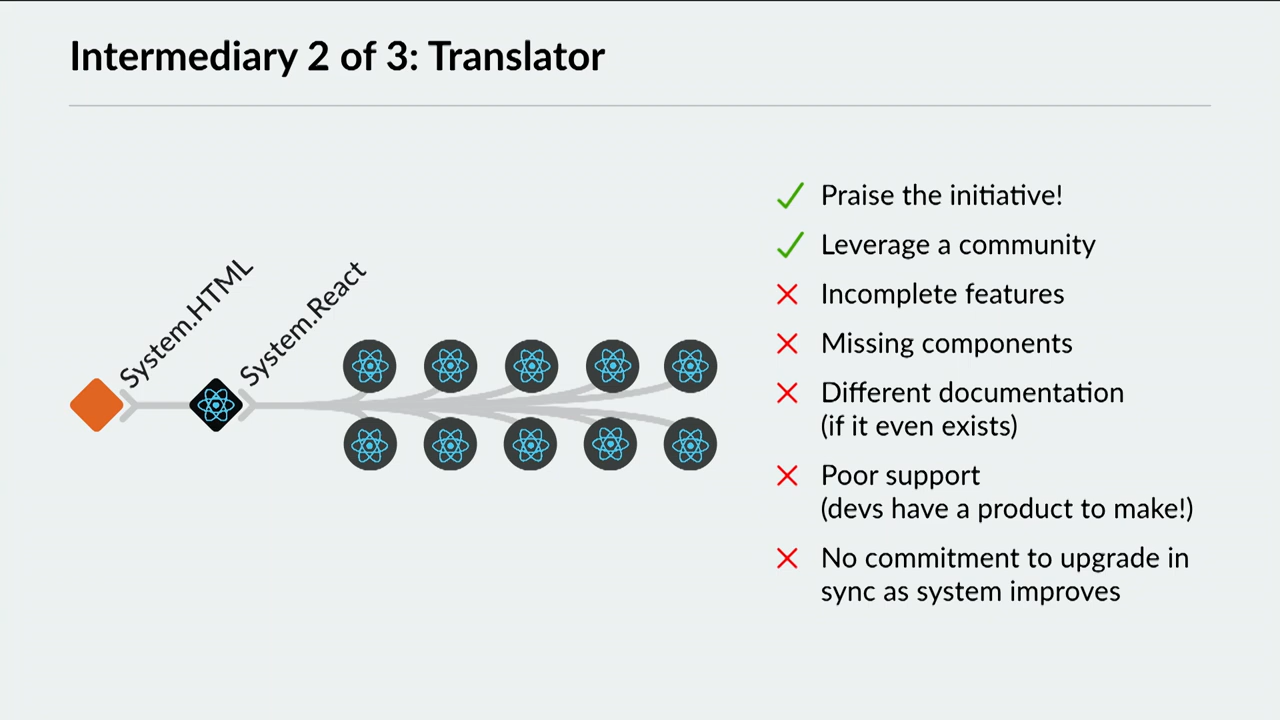 Intermediary 2 of 3: Translator
System.HTML
System.React
Praise the initiative!
Leverage a community
Incomplete features
Missing components
Different documentation
(if it even exists)
Poor support
(devs have a product to make!)
No commitment to upgrade in
sync as system improves